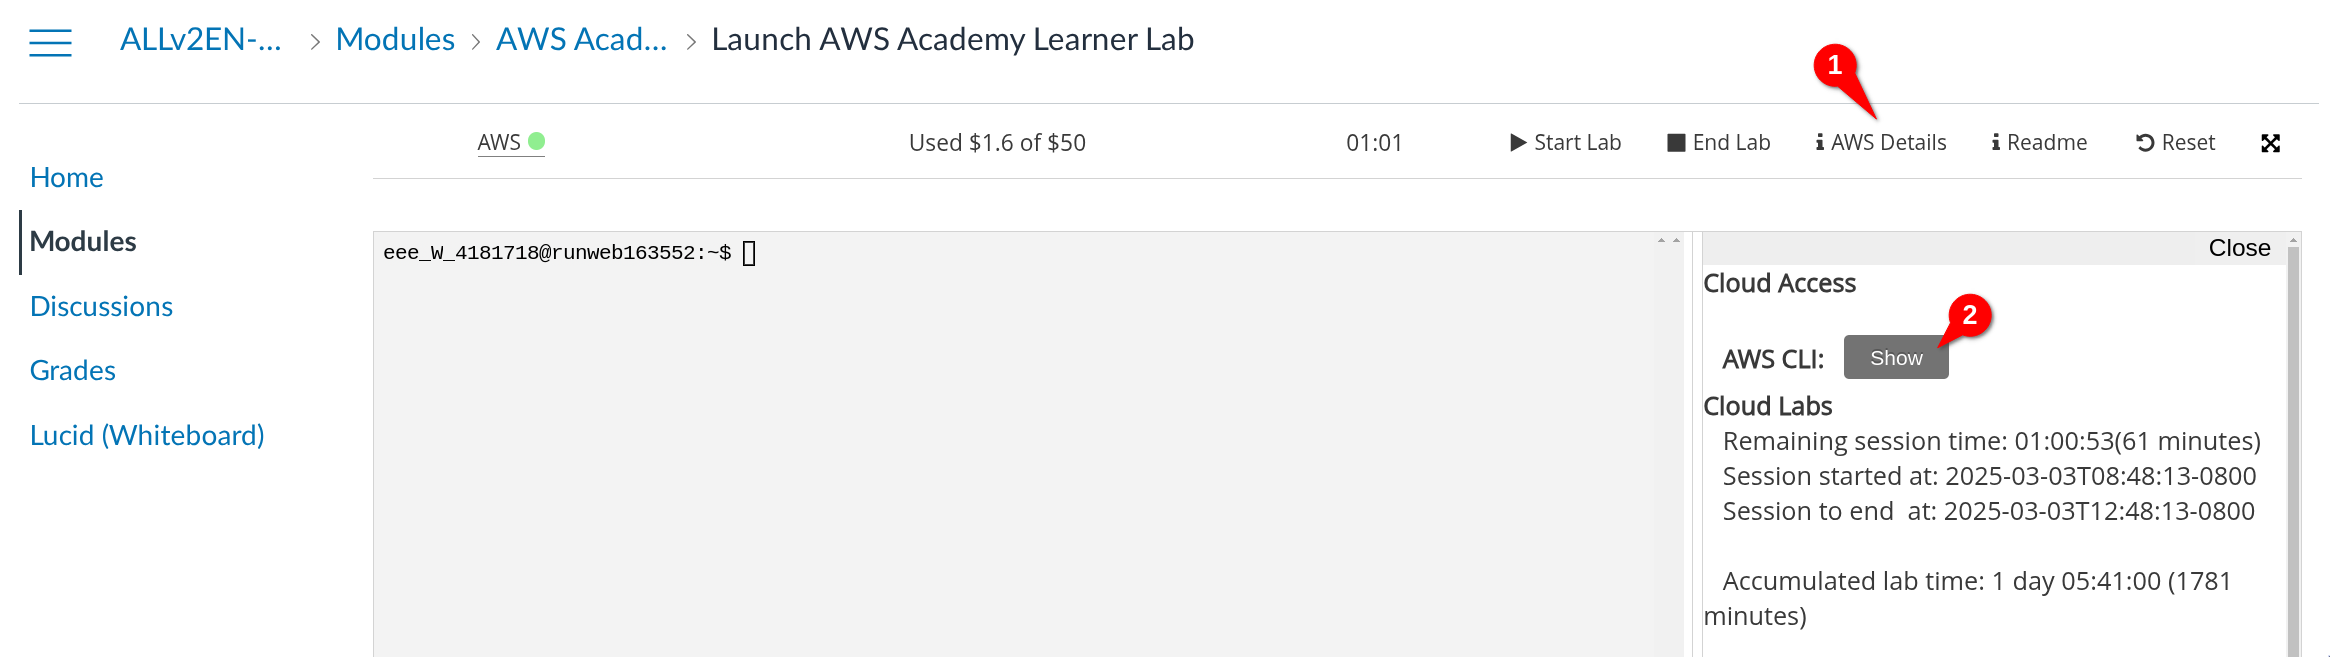 ALLv2EN-... > Modules > AWS Acad... > Launch AWS Academy Learner Lab
1
AWS Used $1.6 of $50 01:01 Start Lab End Lab AWS Details Readme Reset
Home
Modules
Discussions
Grades
Lucid (Whiteboard)
eee_W_4181718@runweb163552:~$
Close
Cloud Access
2
AWS CLI: Show
Cloud Labs
Remaining session time: 01:00:53(61 minutes)
Session started at: 2025-03-03T08:48:13-0800
Session to end at: 2025-03-03T12:48:13-0800
Accumulated lab time: 1 day 05:41:00 (1781
minutes)